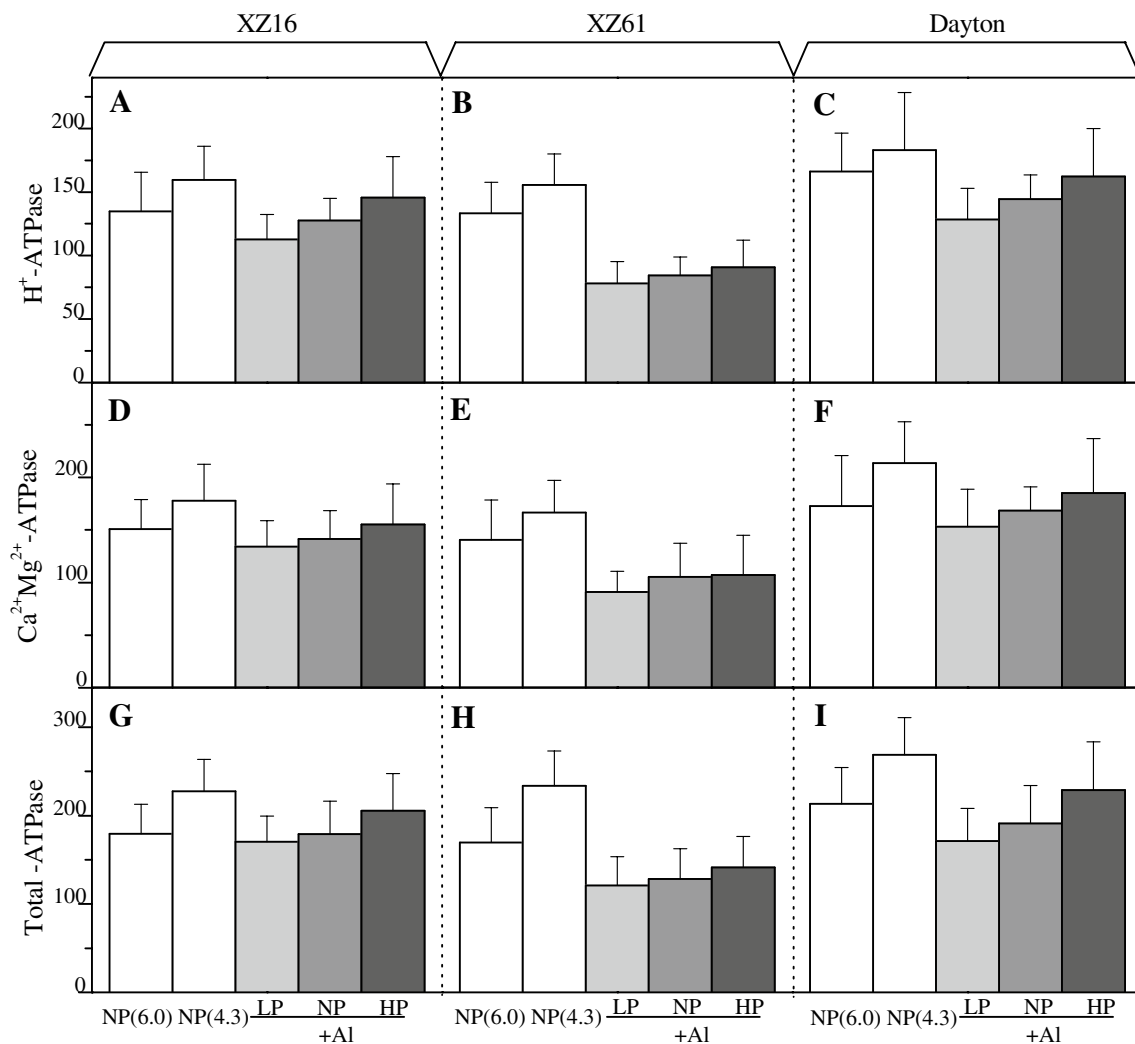 XZ16 XZ61 Dayton
A B C
H⁺-ATPase
200
150
100
50
0
D E F
Ca²⁺Mg²⁺-ATPase
200
100
0
G H I
Total -ATPase
300
200
100
0
NP(6.0) NP(4.3) LP NP HP NP(6.0) NP(4.3) LP NP HP NP(6.0) NP(4.3) LP NP HP
+Al +Al +Al